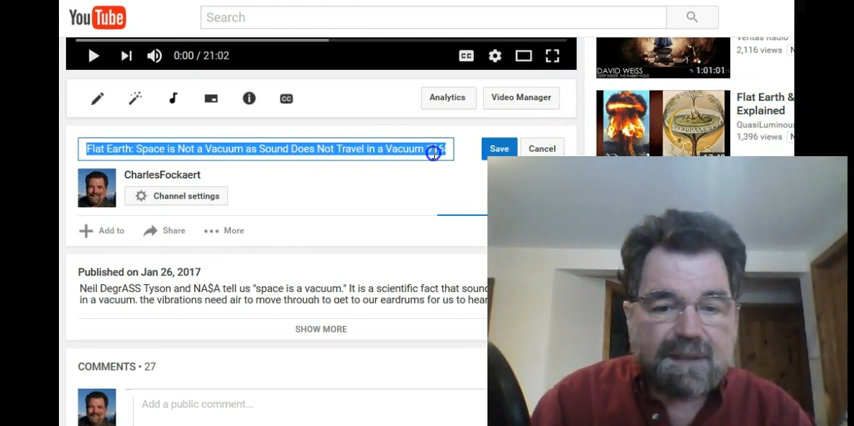 YouTube
Search
0:00 / 21:02
CC
Analytics
Video Manager
CC
Flat Earth: Space is Not a Vacuum as Sound Does Not Travel in a Vacuum
Save
Cancel
CharlesFockaert
Channel settings
Add to
Share
More
Published on Jan 26, 2017
Neil DegrASS Tyson and NA$A tell us "space is a vacuum." It is a scientific fact that sound
in a vacuum. the vibrations need air to move through to get to our eardrums for us to hear
SHOW MORE
COMMENTS • 27
Add a public comment...
Ventas Radio
2,116 views
DAVID WEISS
1:01:01
Flat Earth &
Explained
QuasiLuminous
1,396 views